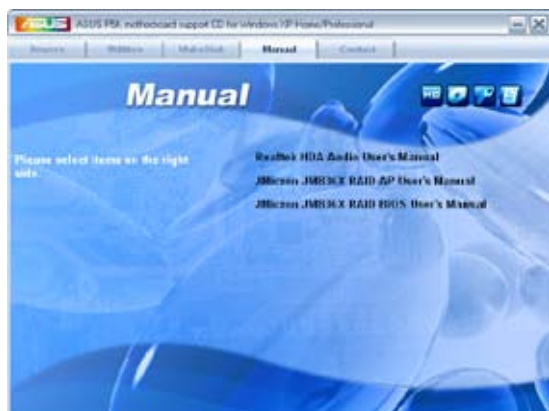 ASUS P5K motherboard support CD for Windows XP Home/Professional
Drivers Utilities Make Disk Manual Contact
Manual
Please select items on the right
side.
Realtek HDA Audio User's Manual
JMicron JMB36X RAID AP User's Manual
JMicron JMB36X RAID BIOS User's Manual